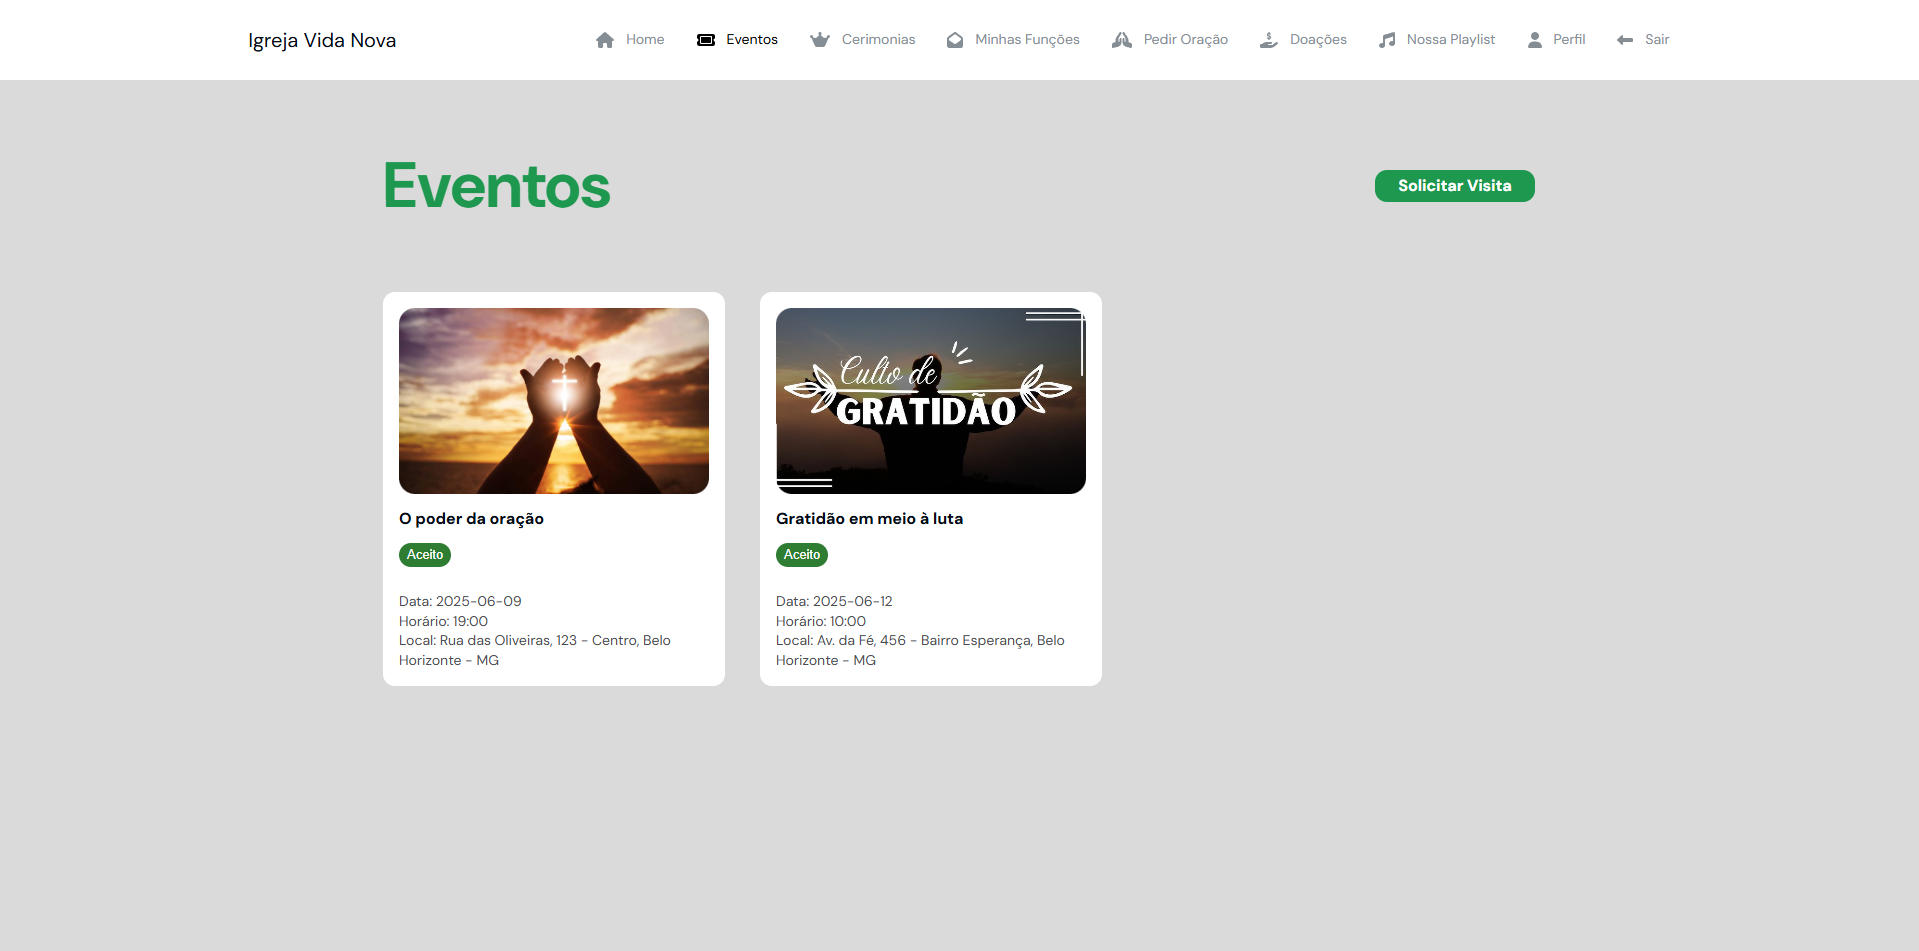 Igreja Vida Nova
Home
Eventos
Cerimonias
Minhas Funções
Pedir Oração
Doações
Nossa Playlist
Perfil
Sair
Eventos
Solicitar Visita
Culto de
GRATIDÃO
O poder da oração
Aceito
Data: 2025-06-09
Horário: 19:00
Local: Rua das Oliveiras, 123 - Centro, Belo
Horizonte - MG
Gratidão em meio à luta
Aceito
Data: 2025-06-12
Horário: 10:00
Local: Av. da Fé, 456 - Bairro Esperança, Belo
Horizonte - MG